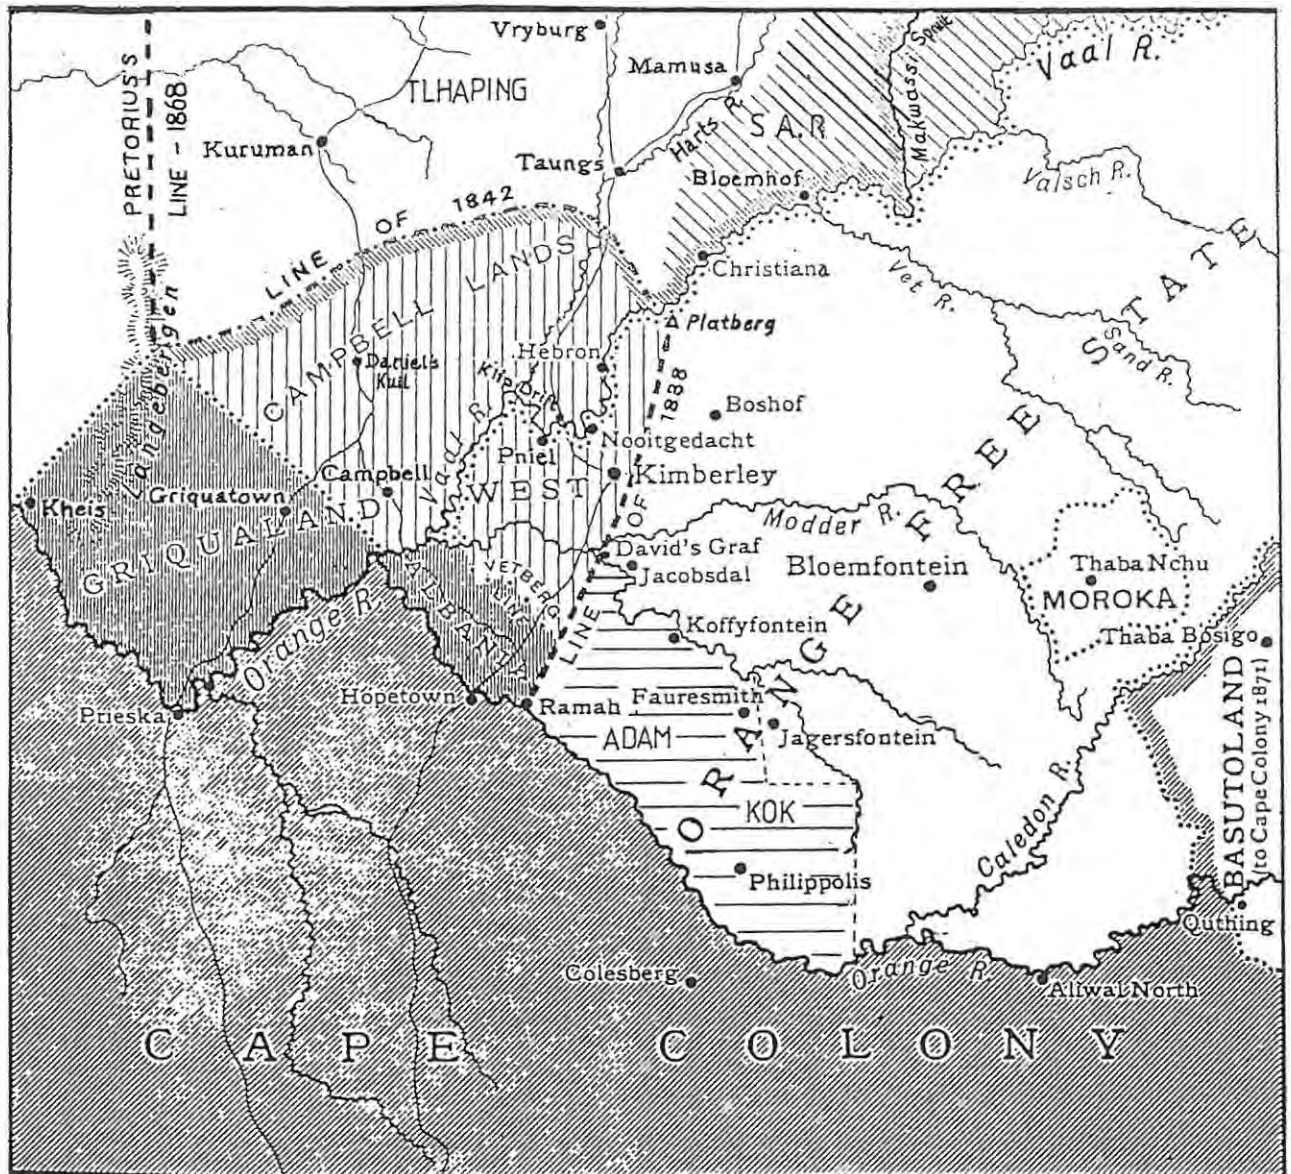 Vryburg
PRETORIUS'S
LINE – 1868
Mamusa
Makwassi Spruit
Vaal R.
TLHAPING
Kuruman
Harts R.
S.A.R.
Taungs
Bloemhof
Valsch R.
LINE OF 1842
Christiana
Vet R.
Sand R.
Langebergen
CAMPBELL LANDS
Platberg
Daniel's
Kuil
Hebron
Klip Drift
LINE OF 1838
Boshof
Nooitgedacht
Pniel
Kimberley
Campbell
Vaal R.
Kheis
Griquatown
GRIQUALAND WEST
Modder R.
David's Graf
Jacobsdal
Bloemfontein
Thaba Nchu
MOROKA
Thaba Bosigo
VETBERG
LINE
ALBANY
Koffyfontein
Orange R.
Hopetown
Ramah
Fauresmith
Prieska
Jagersfontein
ADAM
KOK
ORANGE FREE STATE
Caledon R.
BASUTOLAND
(to Cape Colony 1871)
Philippolis
Quthing
Colesberg
Orange R.
Aliwal North
CAPE COLONY